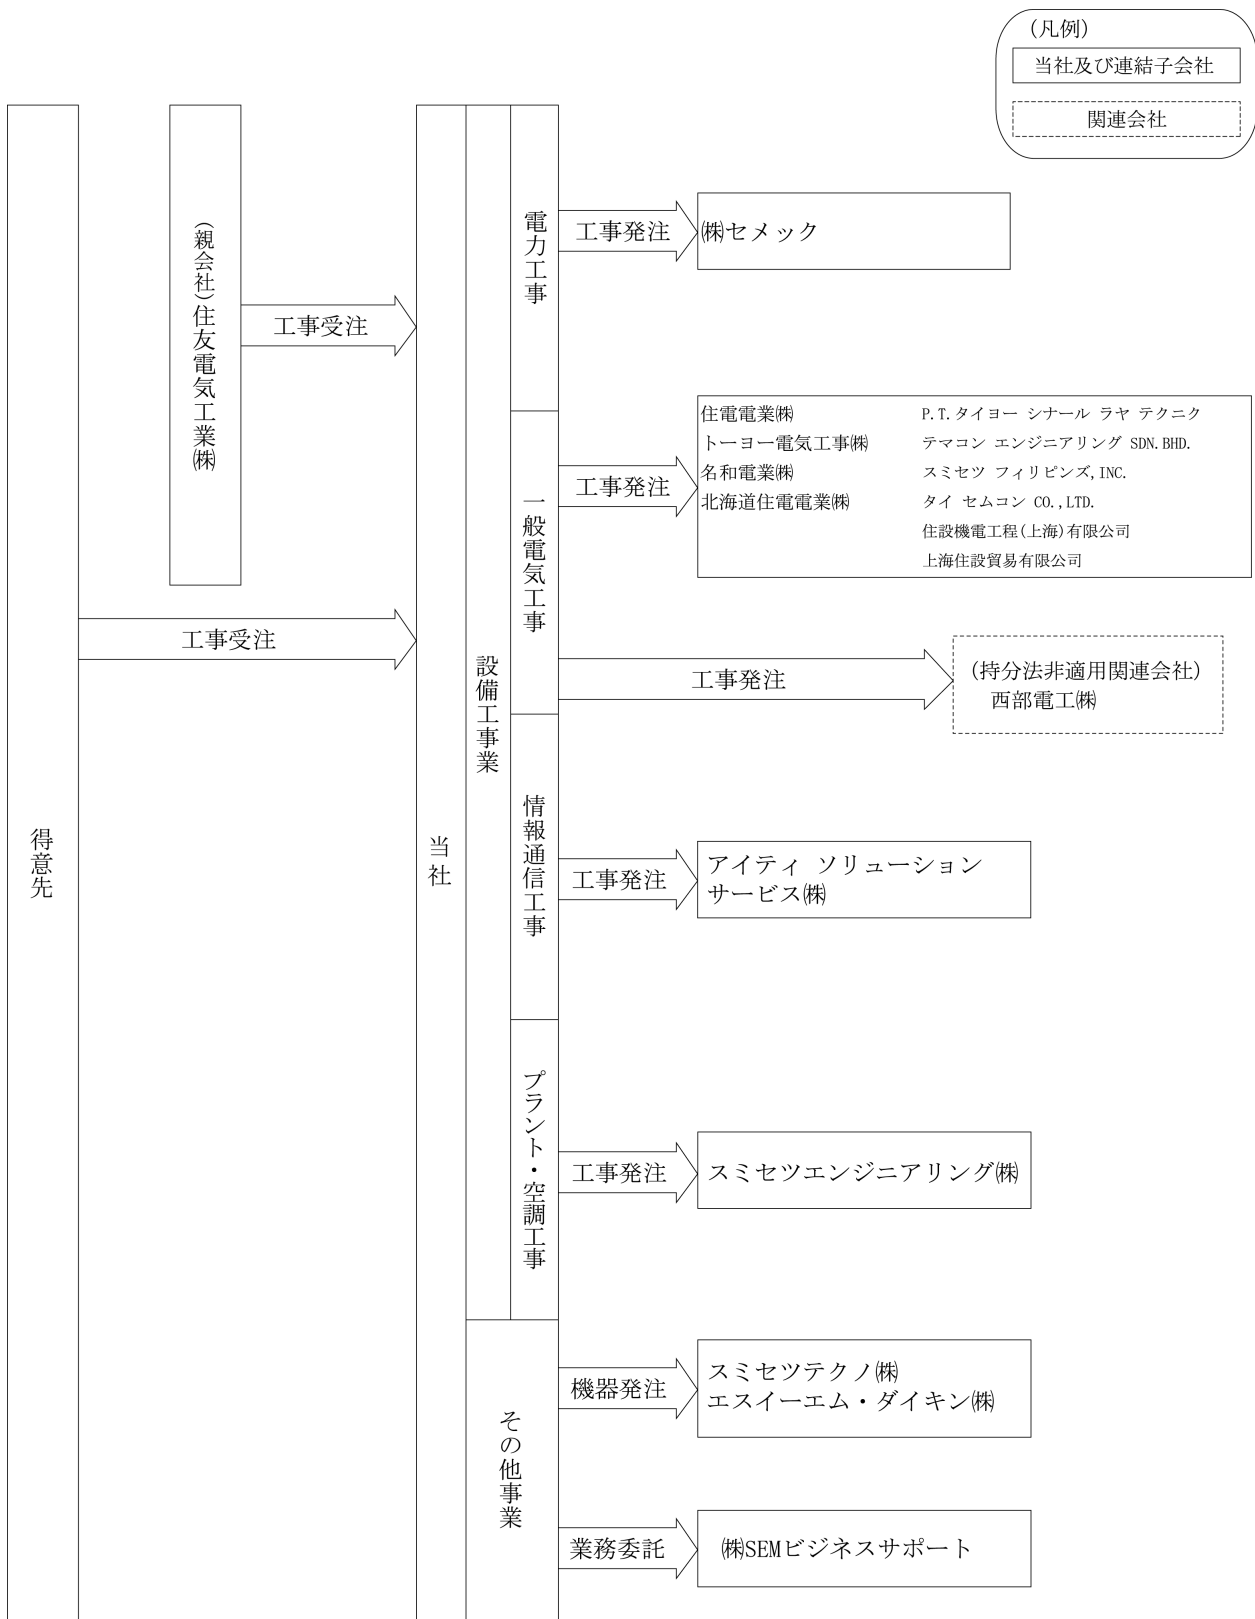 (凡例)
当社及び連結子会社
関連会社
得意先
(親会社)住友電気工業㈱
工事受注
工事受注
当社
設備工事業
電力工事
工事発注
㈱セメック
一般電気工事
工事発注
住電電業㈱
トーヨー電気工事㈱
名和電業㈱
北海道住電電業㈱
P.T.タイヨー シナール ラヤ テクニク
テマコン エンジニアリング SDN.BHD.
スミセツ フィリピンズ,INC.
タイ セムコン CO.,LTD.
住設機電工程(上海)有限公司
上海住設貿易有限公司
工事発注
(持分法非適用関連会社)
西部電工㈱
情報通信工事
工事発注
アイティ ソリューション
サービス㈱
プラント・空調工事
工事発注
スミセツエンジニアリング㈱
その他事業
機器発注
スミセツテクノ㈱
エスイーエム・ダイキン㈱
業務委託
㈱SEMビジネスサポート